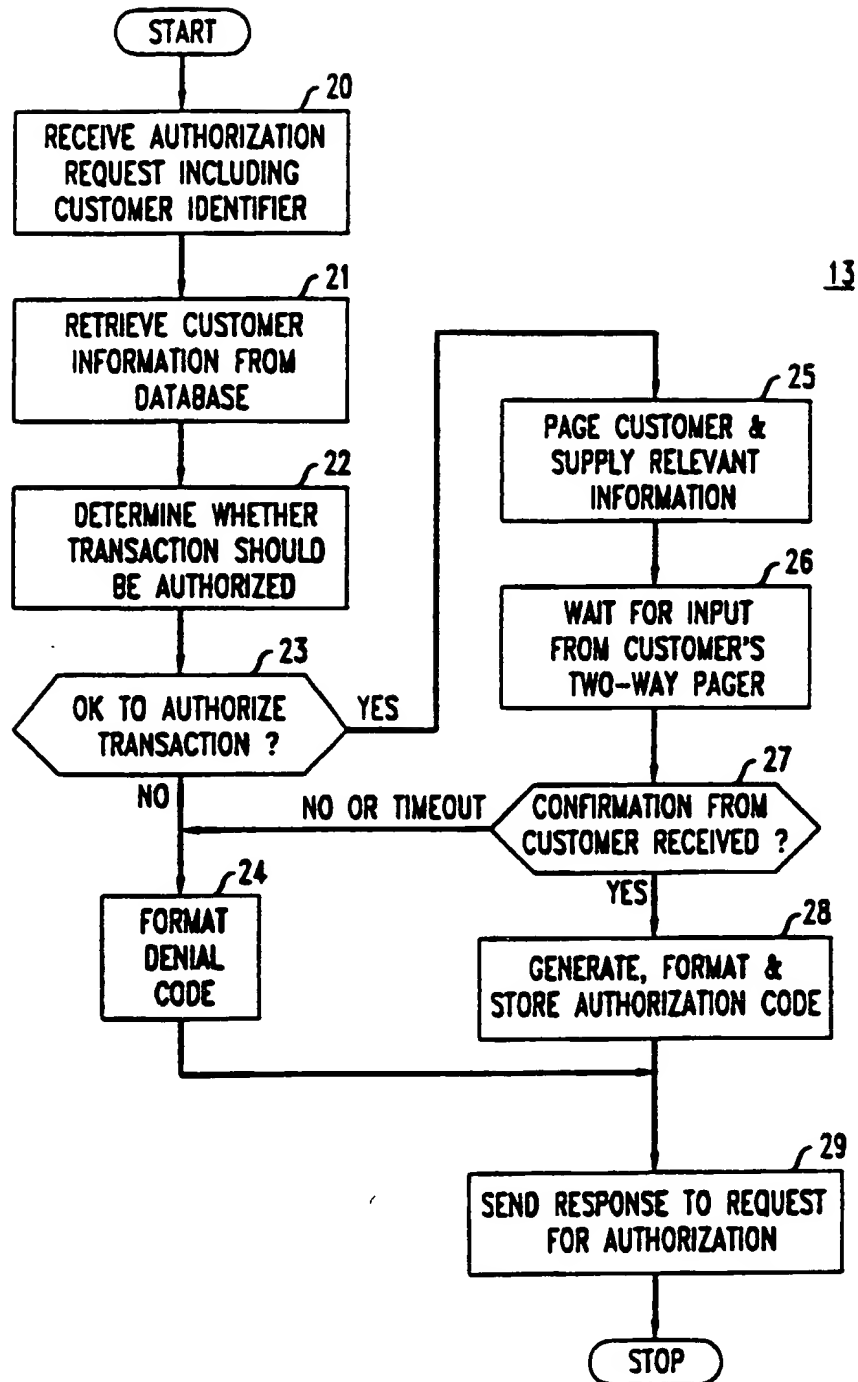 START
20
RECEIVE AUTHORIZATION
REQUEST INCLUDING
CUSTOMER IDENTIFIER
21
RETRIEVE CUSTOMER
INFORMATION FROM
DATABASE
22
DETERMINE WHETHER
TRANSACTION SHOULD
BE AUTHORIZED
23
OK TO AUTHORIZE
TRANSACTION ?
YES
NO
24
FORMAT
DENIAL
CODE
13
25
PAGE CUSTOMER &
SUPPLY RELEVANT
INFORMATION
26
WAIT FOR INPUT
FROM CUSTOMER'S
TWO-WAY PAGER
27
CONFIRMATION FROM
CUSTOMER RECEIVED ?
NO OR TIMEOUT
YES
28
GENERATE, FORMAT &
STORE AUTHORIZATION CODE
29
SEND RESPONSE TO REQUEST
FOR AUTHORIZATION
STOP